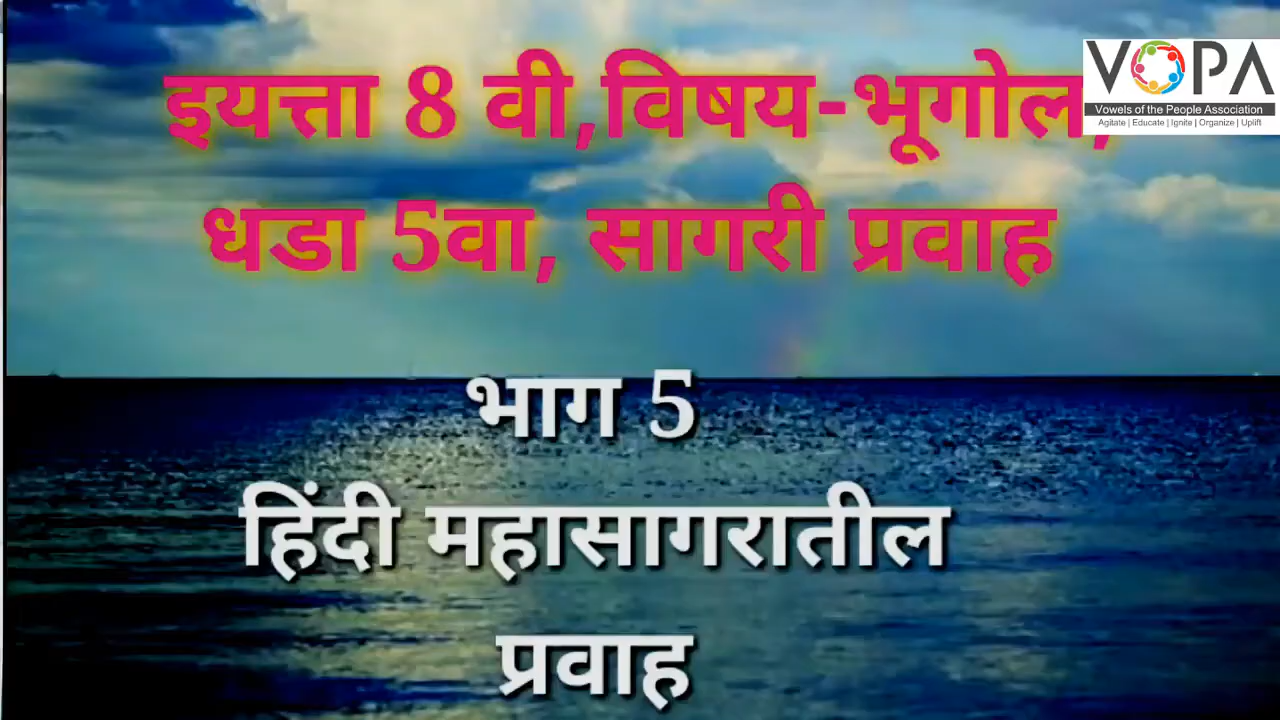 इयत्ता 8 वी,विषय-भूगोल,
धडा 5वा, सागरी प्रवाह
भाग 5
हिंदी महासागरातील
प्रवाह
VOPA
Vowels of the People Association
Agitate | Educate | Ignite | Organize | Uplift